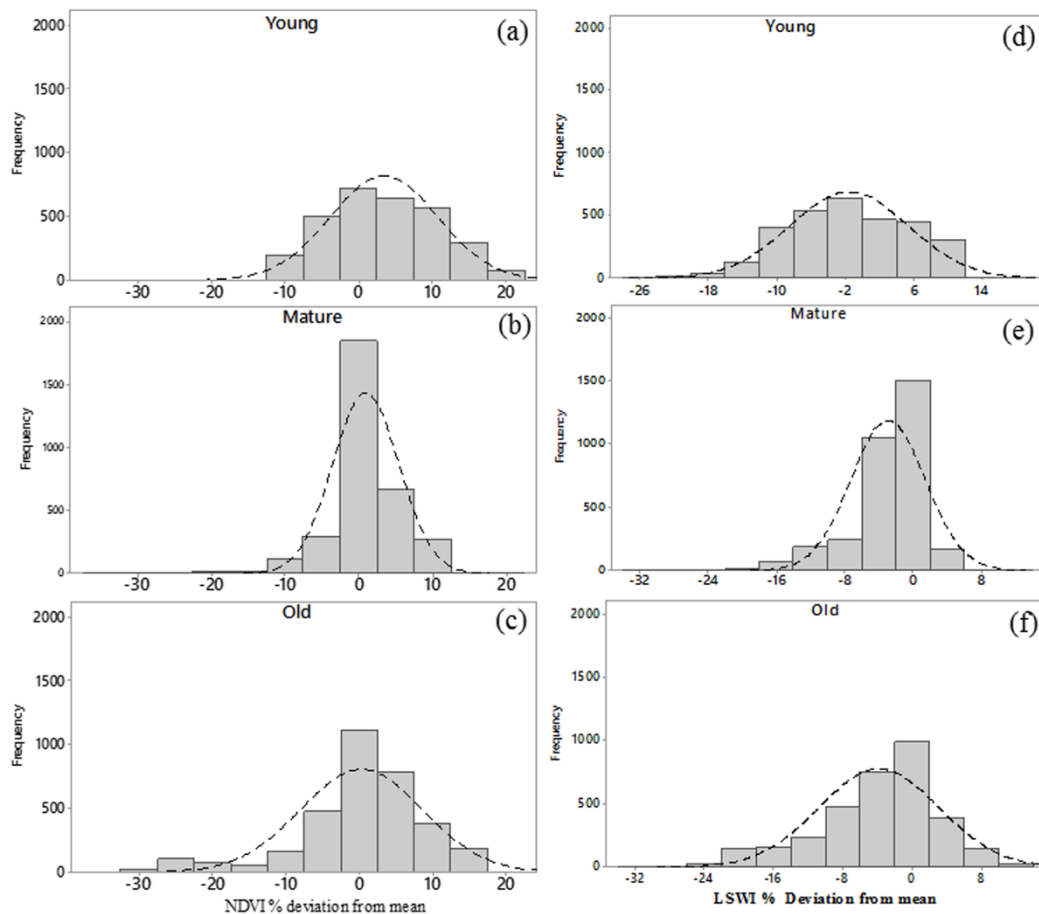 Young
(a)
2000
1500
1000
500
0
Frequency
-30 -20 -10 0 10 20
Mature
(b)
2000
1500
1000
500
0
Frequency
-30 -20 -10 0 10 20
Old
(c)
2000
1500
1000
500
0
Frequency
-30 -20 -10 0 10 20
NDVI % deviation from mean
Young
(d)
2000
1500
1000
500
0
Frequency
-26 -18 -10 -2 6 14
Mature
(e)
2000
1500
1000
500
0
Frequency
-32 -24 -16 -8 0 8
Old
(f)
2000
1500
1000
500
0
Frequency
-32 -24 -16 -8 0 8
LSWI % Deviation from mean